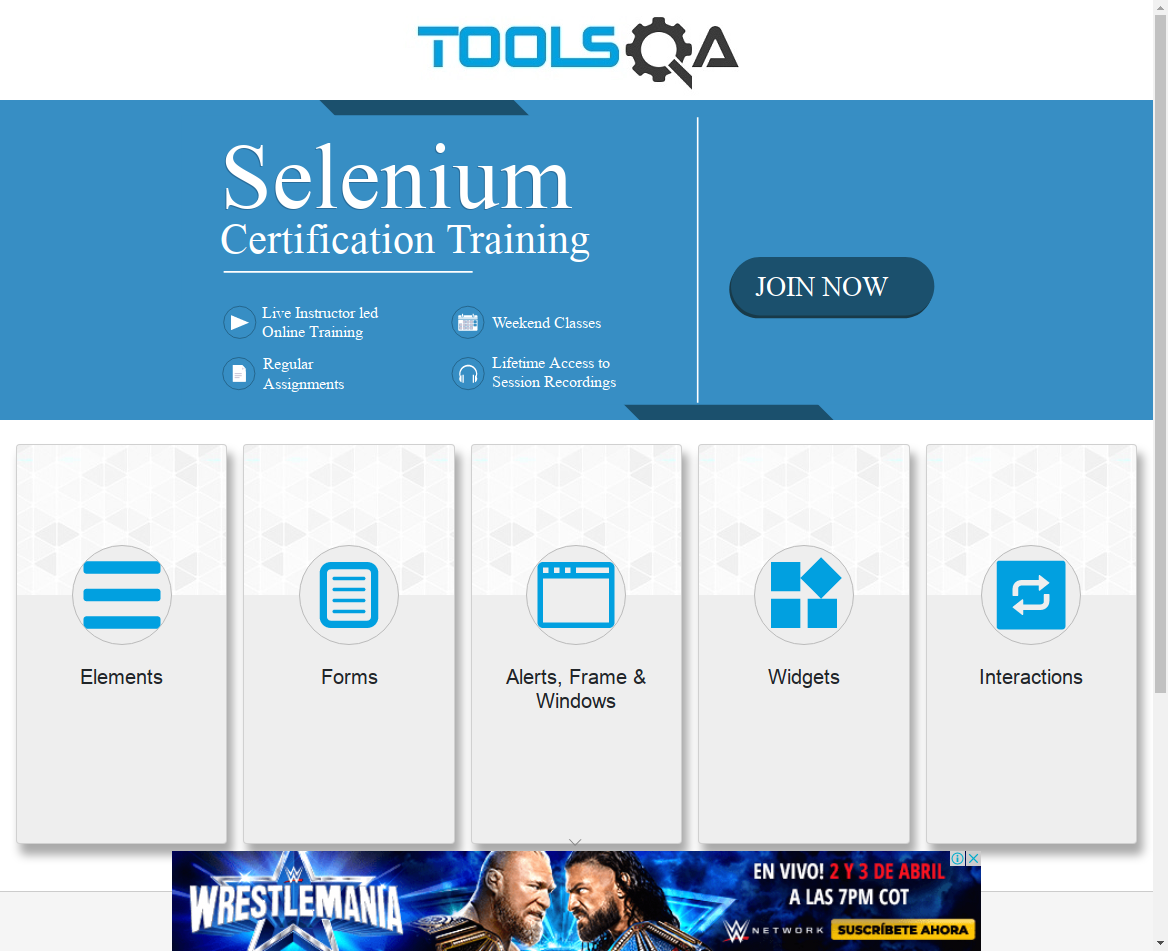 TOOLSQA
Selenium
Certification Training
Live Instructor led
Online Training
Weekend Classes
Regular
Assignments
Lifetime Access to
Session Recordings
JOIN NOW
Elements
Forms
Alerts, Frame &
Windows
Widgets
Interactions
WRESTLEMANIA
EN VIVO! 2 Y 3 DE ABRIL
A LAS 7PM COT
W NETWORK
SUSCRÍBETE AHORA